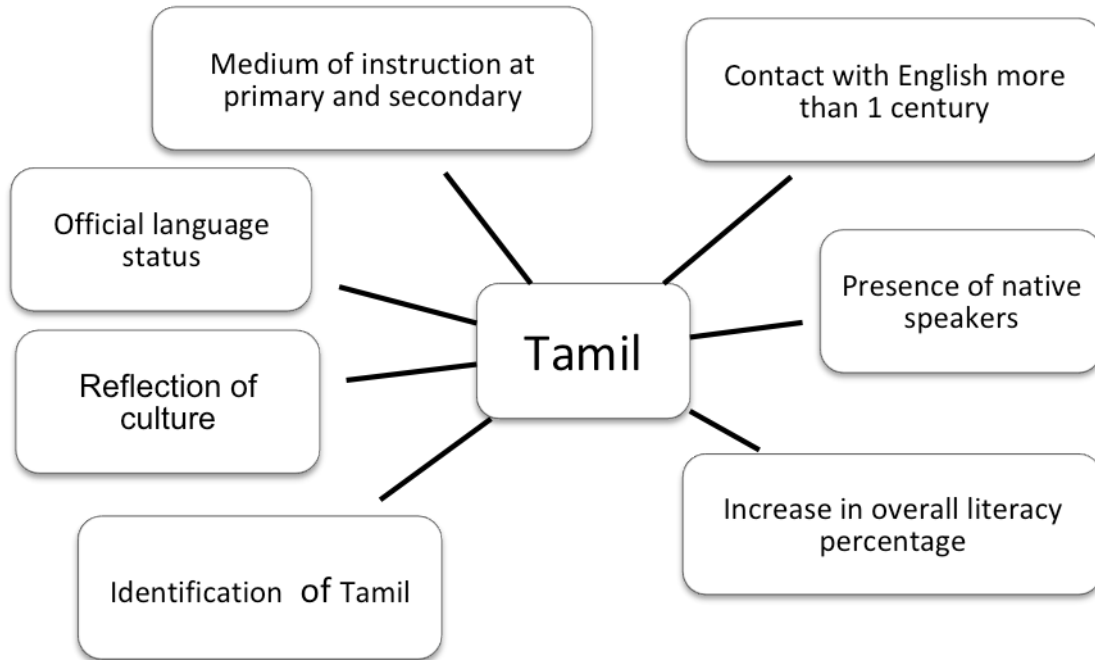 Medium of instruction at
primary and secondary
Contact with English more
than 1 century
Official language
status
Presence of native
speakers
Tamil
Reflection of
culture
Increase in overall literacy
percentage
Identification of Tamil